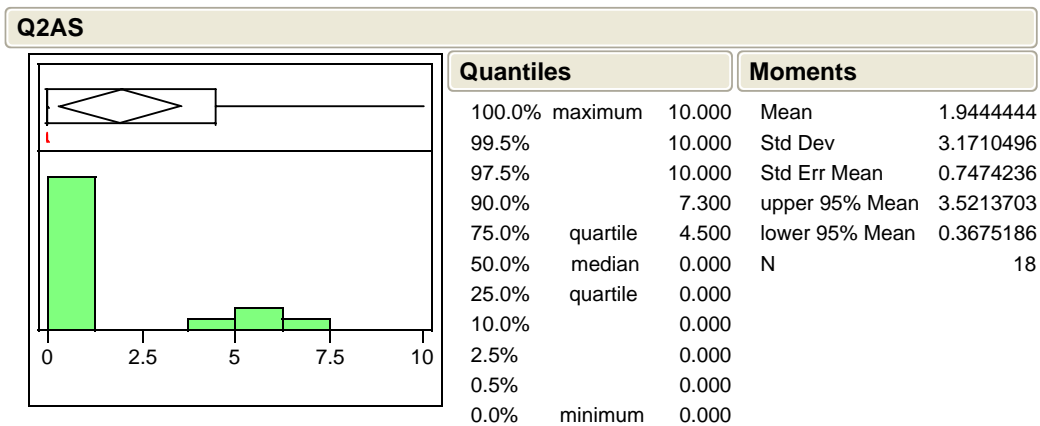 Q2AS
0 2.5 5 7.5 10
Quantiles
100.0% maximum 10.000
99.5% 10.000
97.5% 10.000
90.0% 7.300
75.0% quartile 4.500
50.0% median 0.000
25.0% quartile 0.000
10.0% 0.000
2.5% 0.000
0.5% 0.000
0.0% minimum 0.000
Moments
Mean 1.9444444
Std Dev 3.1710496
Std Err Mean 0.7474236
upper 95% Mean 3.5213703
lower 95% Mean 0.3675186
N 18